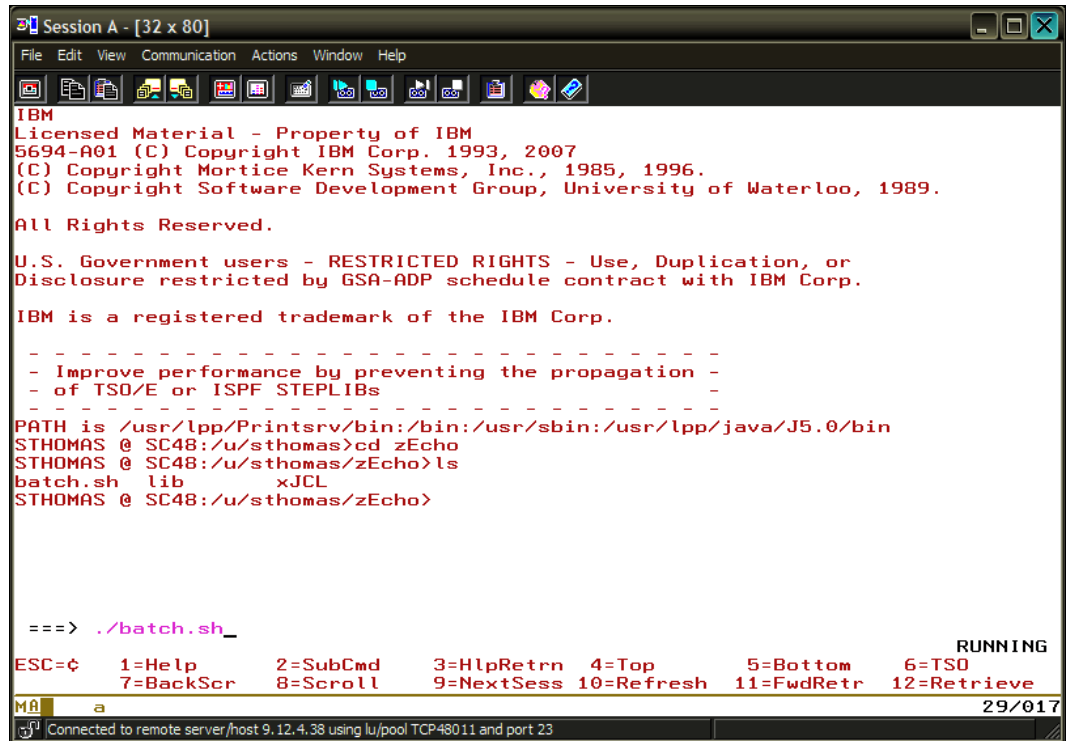 Session A - [32 x 80]
File Edit View Communication Actions Window Help
IBM
Licensed Material - Property of IBM
5694-A01 (C) Copyright IBM Corp. 1993, 2007
(C) Copyright Mortice Kern Systems, Inc., 1985, 1996.
(C) Copyright Software Development Group, University of Waterloo, 1989.
All Rights Reserved.
U.S. Government users - RESTRICTED RIGHTS - Use, Duplication, or
Disclosure restricted by GSA-ADP schedule contract with IBM Corp.
IBM is a registered trademark of the IBM Corp.
- - - - - - - - - - - - - - - - - - - - - - - - - - -
- Improve performance by preventing the propagation -
- of TSO/E or ISPF STEPLIBs -
- - - - - - - - - - - - - - - - - - - - - - - - - - -
PATH is /usr/lpp/Printsrv/bin:/bin:/usr/sbin:/usr/lpp/java/J5.0/bin
STHOMAS @ SC48:/u/sthomas>cd zEcho
STHOMAS @ SC48:/u/sthomas/zEcho>ls
batch.sh lib xJCL
STHOMAS @ SC48:/u/sthomas/zEcho>
===> ./batch.sh_
RUNNING
ESC=¢ 1=Help 2=SubCmd 3=HlpRetrn 4=Top 5=Bottom 6=TSO
7=BackScr 8=Scroll 9=NextSess 10=Refresh 11=FwdRetr 12=Retrieve
MA a 29/017
Connected to remote server/host 9.12.4.38 using lu/pool TCP48011 and port 23